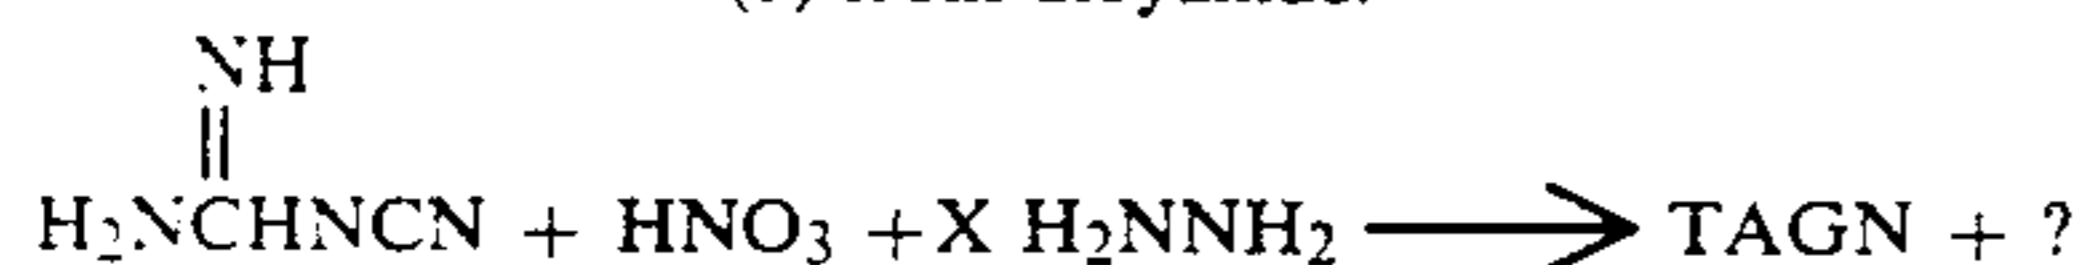 NH
H₂NCHNCN + HNO₃ + X H₂NNH₂ ⟶ TAGN + ?